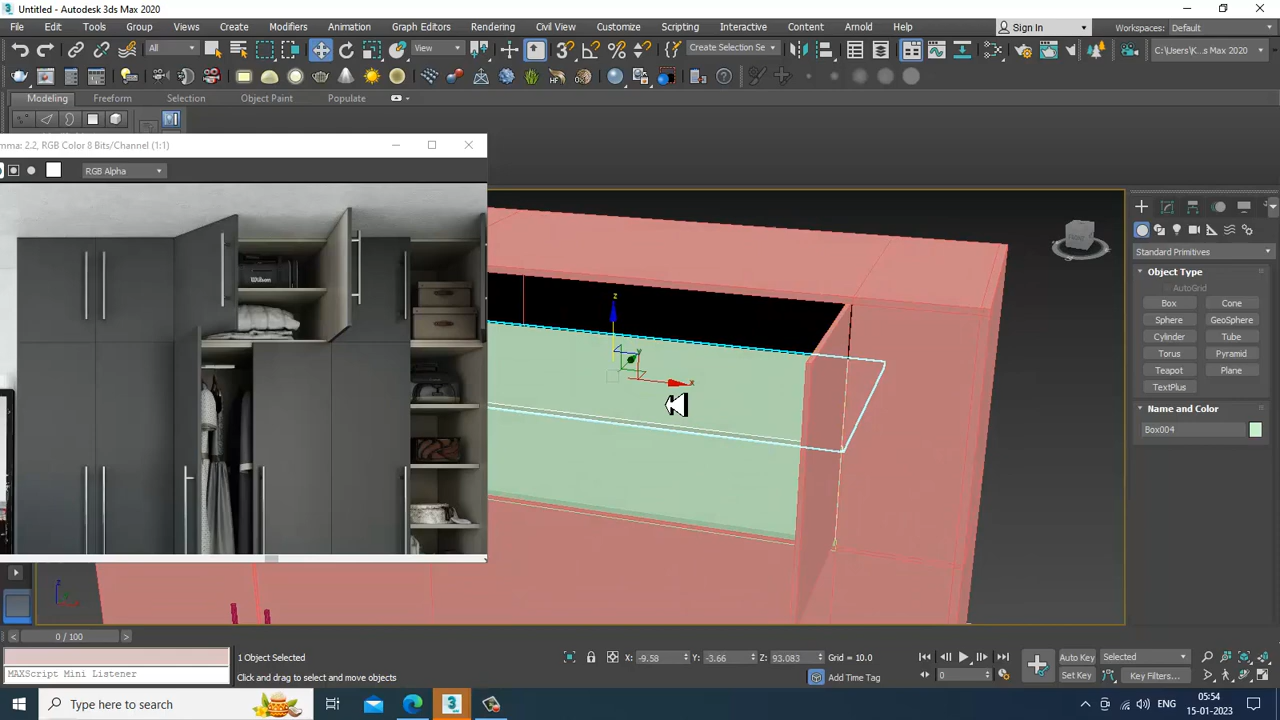 Untitled - Autodesk 3ds Max 2020
File Edit Tools Group Views Create Modifiers Animation Graph Editors Rendering Civil View Customize Scripting Interactive Content Arnold Help Sign In Workspaces: Default
All View Create Selection Se C:\Users\K...s Max 2020
Modeling Freeform Selection Object Paint Populate
mma: 2.2, RGB Color 8 Bits/Channel (1:1)
RGB Alpha
Wilson
z
y
x
FRONT
Standard Primitives
Object Type
AutoGrid
Box Cone
Sphere GeoSphere
Cylinder Tube
Torus Pyramid
Teapot Plane
TextPlus
Name and Color
Box004
z
0 / 100
1 Object Selected X: -9.58 Y: -3.66 Z: 93.083 Grid = 10.0 Auto Key Selected
MAXScript Mini Listener Click and drag to select and move objects Add Time Tag 0 Set Key Key Filters...
Type here to search ENG 05:54
15-01-2023